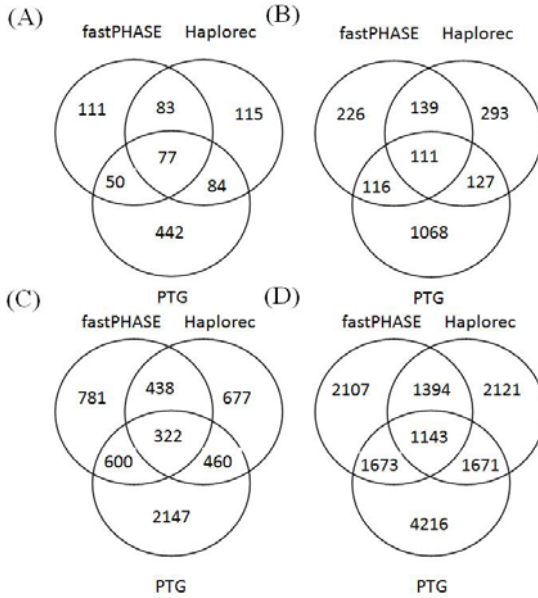 (A)
fastPHASE Haplorec
111 83 115
77
50 84
442
PTG
(B)
fastPHASE Haplorec
226 139 293
111
116 127
1068
PTG
(C)
fastPHASE Haplorec
781 438 677
322
600 460
2147
PTG
(D)
fastPHASE Haplorec
2107 1394 2121
1143
1673 1671
4216
PTG